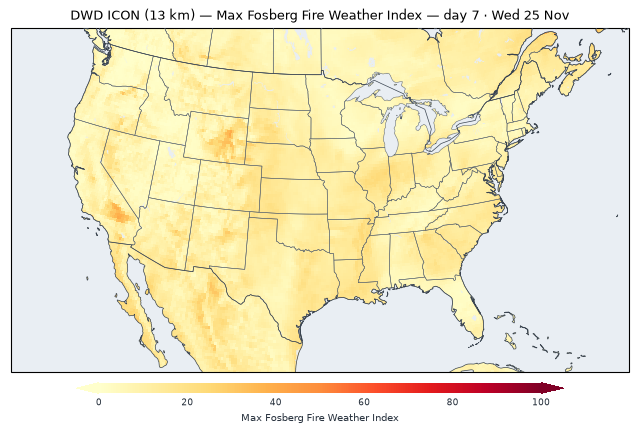 DWD ICON (13 km) — Max Fosberg Fire Weather Index — day 7 · Wed 25 Nov
0 20 40 60 80 100
Max Fosberg Fire Weather Index